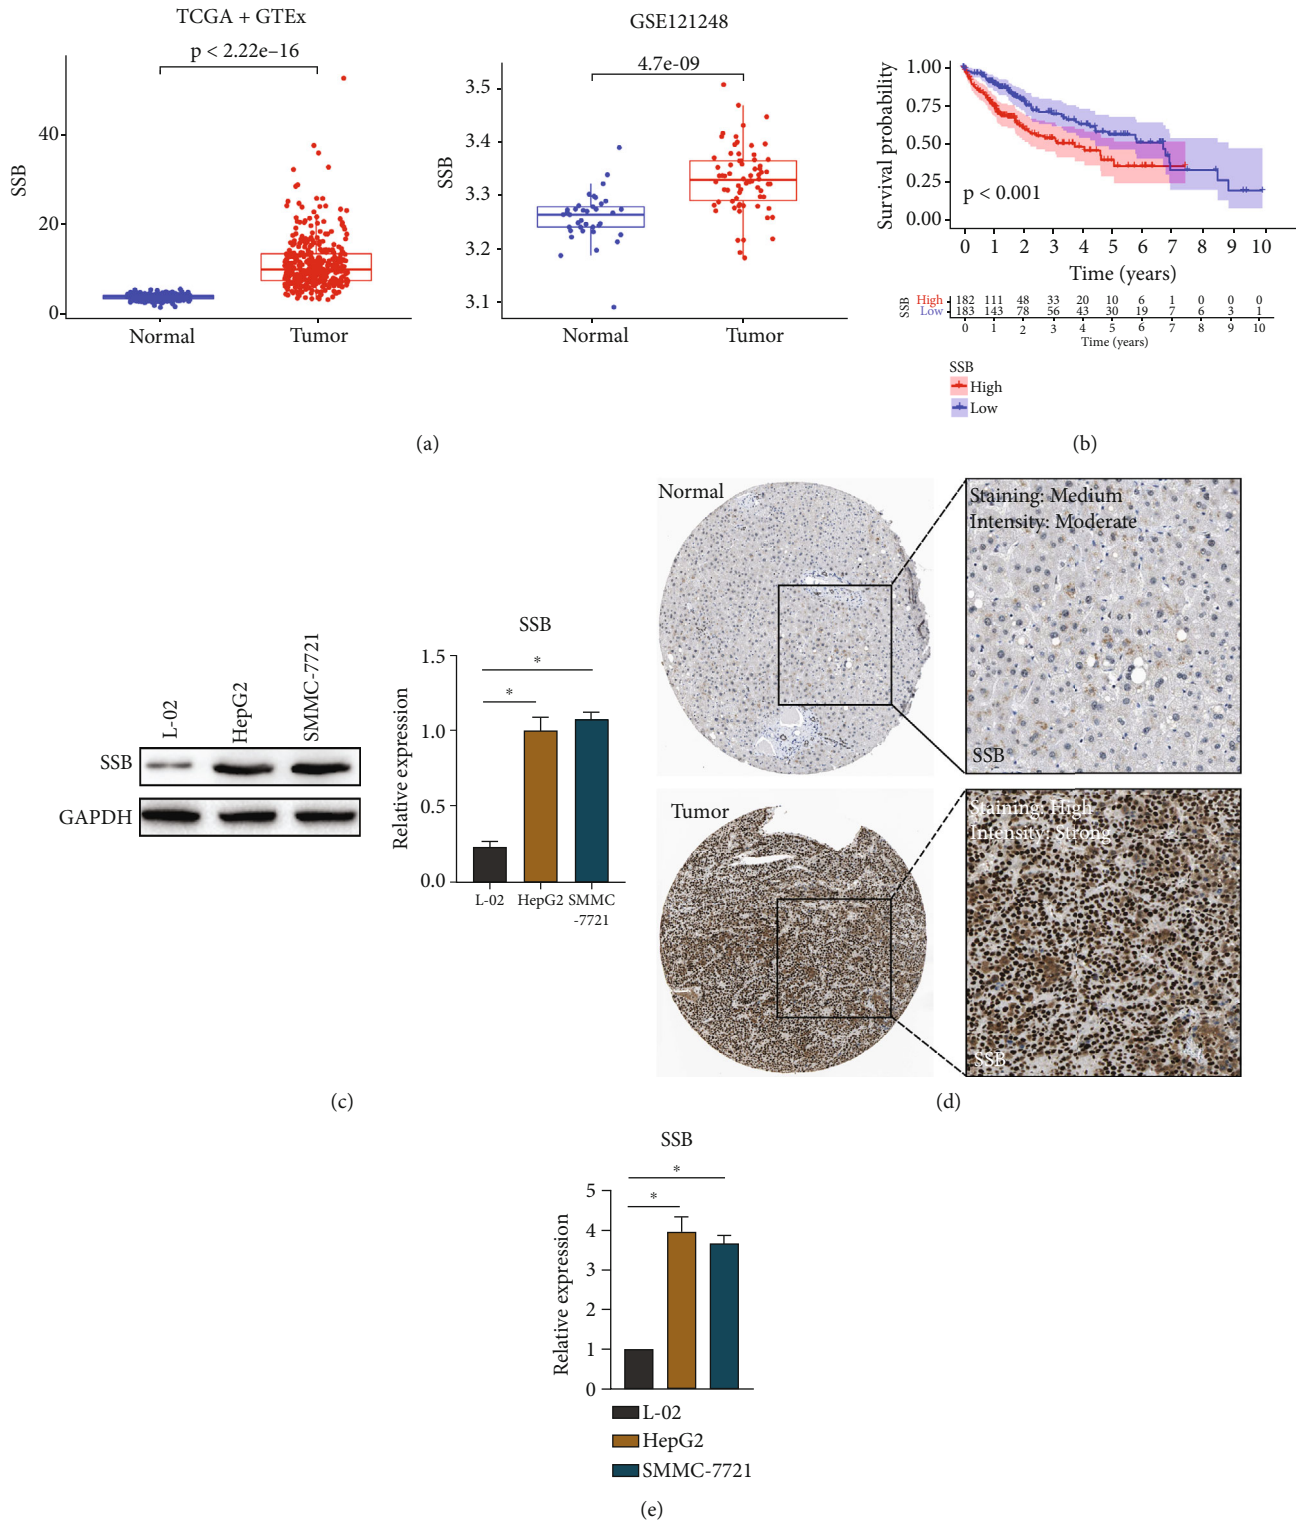 TCGA + GTEx
p < 2.22e–16
SSB
40
20
0
Normal
Tumor
GSE121248
4.7e-09
SSB
3.5
3.4
3.3
3.2
3.1
Normal
Tumor
(a)
Survival probability
1.00
0.75
0.50
0.25
0.00
p < 0.001
0 1 2 3 4 5 6 7 8 9 10
Time (years)
SSB
High 182 111 48 33 20 10 6 1 0 0 0
Low 183 143 78 56 43 30 19 7 6 3 1
0 1 2 3 4 5 6 7 8 9 10
Time (years)
SSB
High
Low
(b)
L-02
HepG2
SMMC-7721
SSB
GAPDH
SSB
Relative expression
1.5
1.0
0.5
0.0
*
*
L-02 HepG2 SMMC
-7721
(c)
Normal
Staining: Medium
Intensity: Moderate
SSB
Tumor
Staining: High
Intensity: Strong
SSB
(d)
SSB
Relative expression
5
4
3
2
1
0
*
*
L-02
HepG2
SMMC-7721
(e)